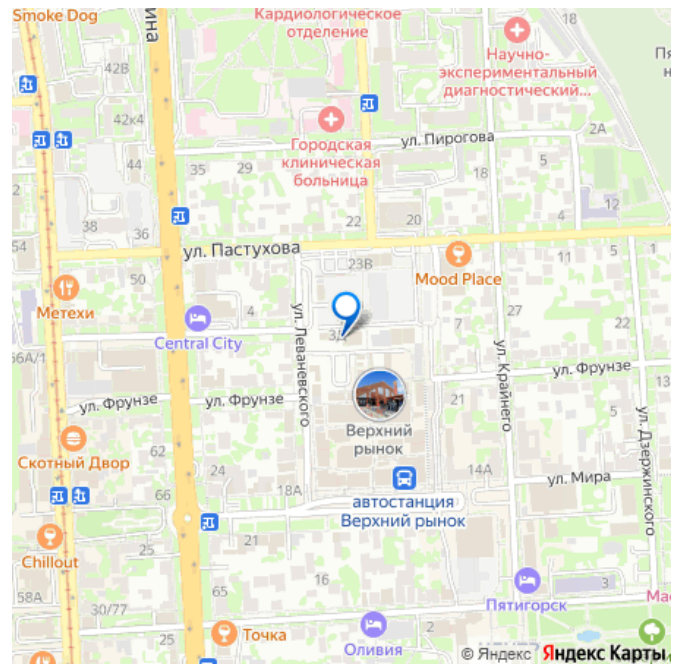 Smoke Dog
Кардиологическое
отделение
18
ина
42В
Научно-
экспериментальный
диагностический...
42к4
ул. Пирогова
2А
Городская
клиническая
больница
35
29
18
5
12
38
36
22
20
4
54
ул. Пастухова
50
23В
Mood Place
11
5
1
Метехи
4
Central City
ул. Леваневского
7
27
22
56А/1
ул. Крайнего
ул. Фрунзе
13
ул. Фрунзе
ул. Фрунзе
Верхний
рынок
21
ул. Дзержинского
Скотный Двор
62
24
14А
ул. Мира
66
18А
автостанция
Верхний рынок
25
21
Chillout
16
58А
65
3
Пятигорск
30/77
Точка
Оливия
© Яндекс Яндекс Карты